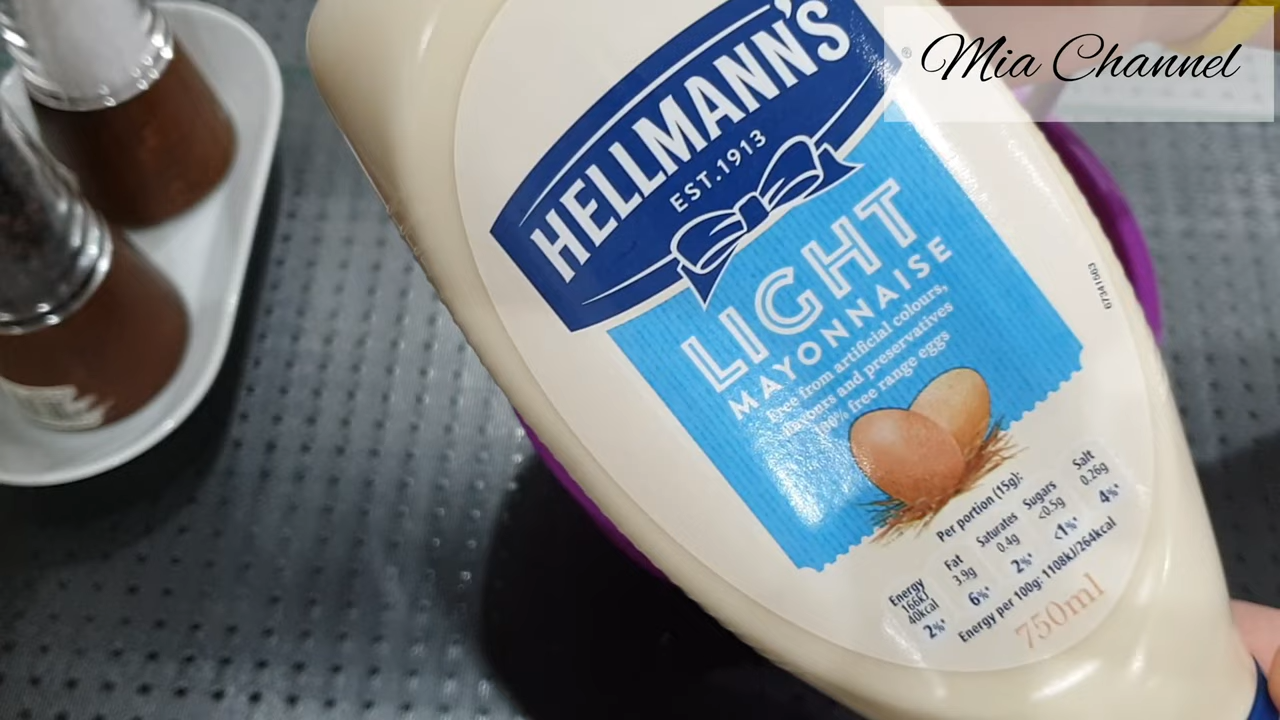 Mia Channel
HELLMANN'S
®
EST.1913
LIGHT
MAYONNAISE
free from artificial colours,
flavours and preservatives
100% free range eggs
67341663
Per portion (15g):
Energy
166kJ
40kcal
2%*
Fat
3.9g
6%*
Saturates
0.4g
2%*
Sugars
<0.5g
<1%*
Salt
0.26g
4%*
Energy per 100g: 1108kJ/264kcal
750ml